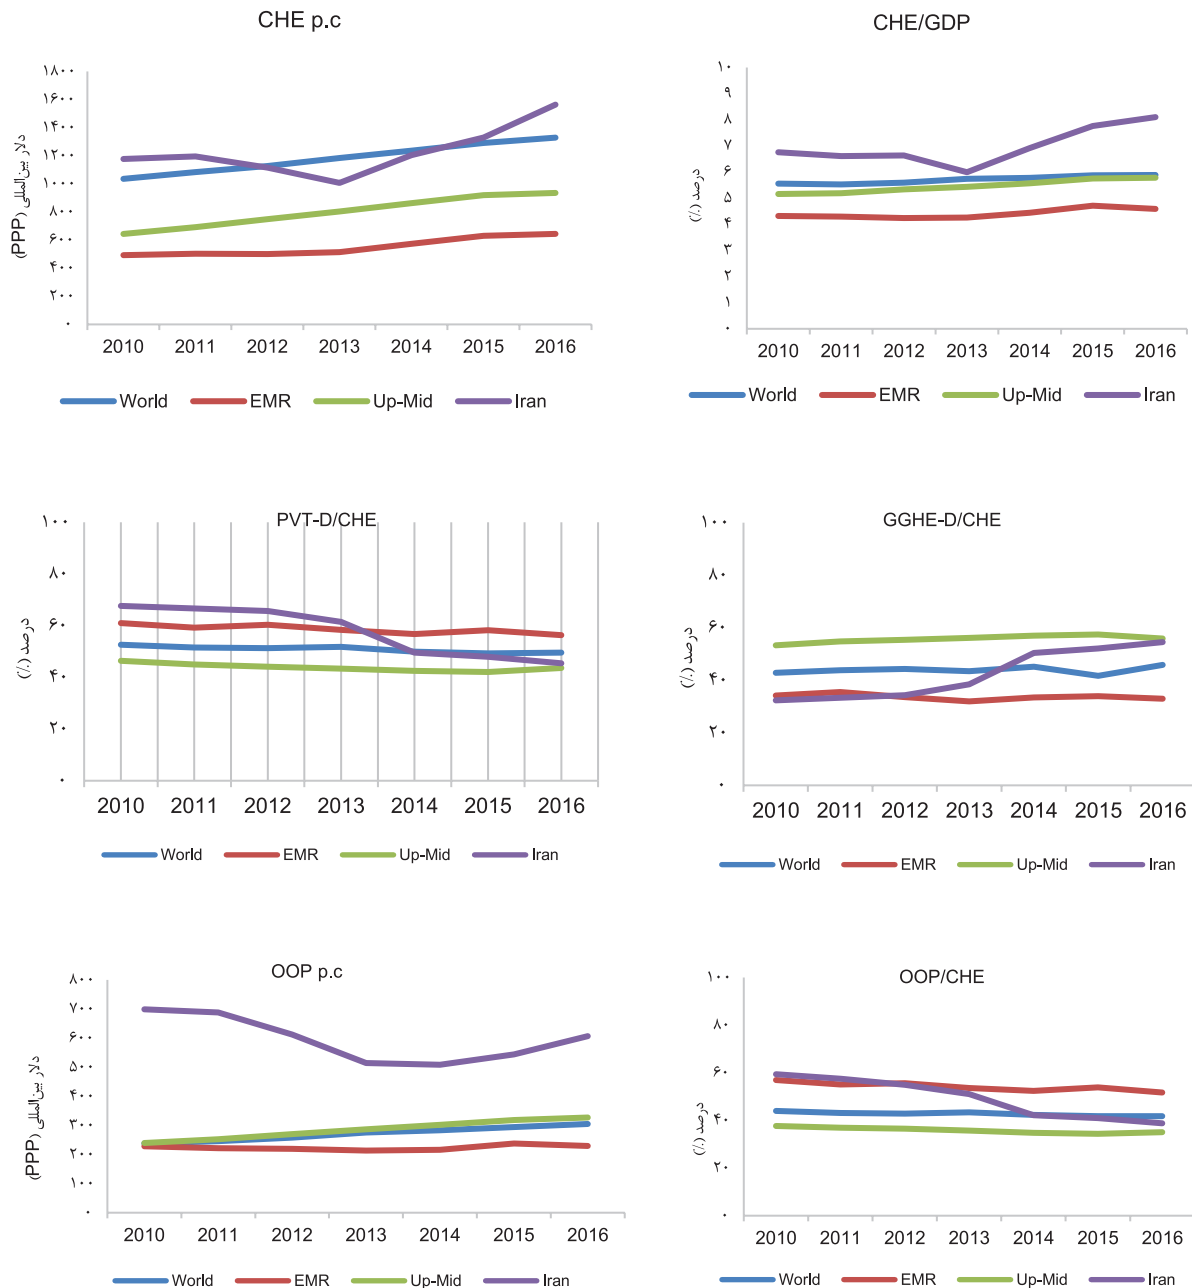 CHE p.c
دلار بین‌المللی (PPP)
۱۸۰۰
۱۶۰۰
۱۴۰۰
۱۲۰۰
۱۰۰۰
۸۰۰
۶۰۰
۴۰۰
۲۰۰
۰
2010 2011 2012 2013 2014 2015 2016
World EMR Up-Mid Iran
CHE/GDP
درصد (٪)
۱۰
۹
۸
۷
۶
۵
۴
۳
۲
۱
۰
2010 2011 2012 2013 2014 2015 2016
World EMR Up-Mid Iran
PVT-D/CHE
درصد (٪)
۱۰۰
۸۰
۶۰
۴۰
۲۰
۰
2010 2011 2012 2013 2014 2015 2016
World EMR Up-Mid Iran
GGHE-D/CHE
درصد (٪)
۱۰۰
۸۰
۶۰
۴۰
۲۰
۰
2010 2011 2012 2013 2014 2015 2016
World EMR Up-Mid Iran
OOP p.c
دلار بین‌المللی (PPP)
۸۰۰
۷۰۰
۶۰۰
۵۰۰
۴۰۰
۳۰۰
۲۰۰
۱۰۰
۰
2010 2011 2012 2013 2014 2015 2016
World EMR Up-Mid Iran
OOP/CHE
درصد (٪)
۱۰۰
۸۰
۶۰
۴۰
۲۰
۰
2010 2011 2012 2013 2014 2015 2016
World EMR Up-Mid Iran